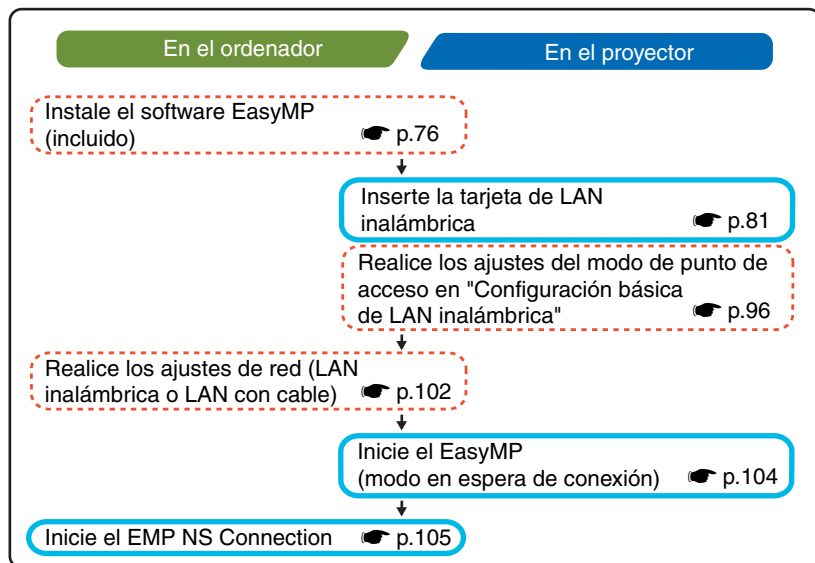 En el ordenador
En el proyector
Instale el software EasyMP
(incluido) ☛ p.76
Inserte la tarjeta de LAN
inalámbrica ☛ p.81
Realice los ajustes del modo de punto de
acceso en "Configuración básica
de LAN inalámbrica" ☛ p.96
Realice los ajustes de red (LAN
inalámbrica o LAN con cable) ☛ p.102
Inicie el EasyMP
(modo en espera de conexión) ☛ p.104
Inicie el EMP NS Connection ☛ p.105